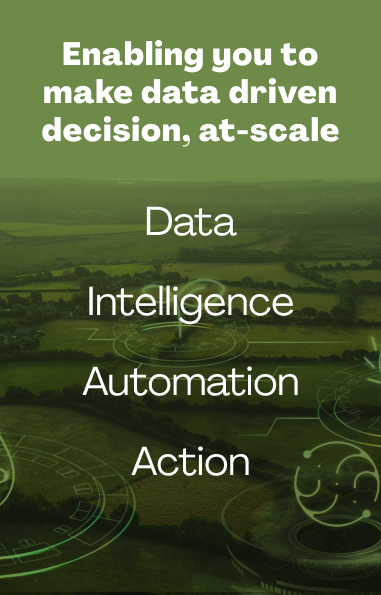 Enabling you to
make data driven
decision, at-scale
Data
Intelligence
Automation
Action